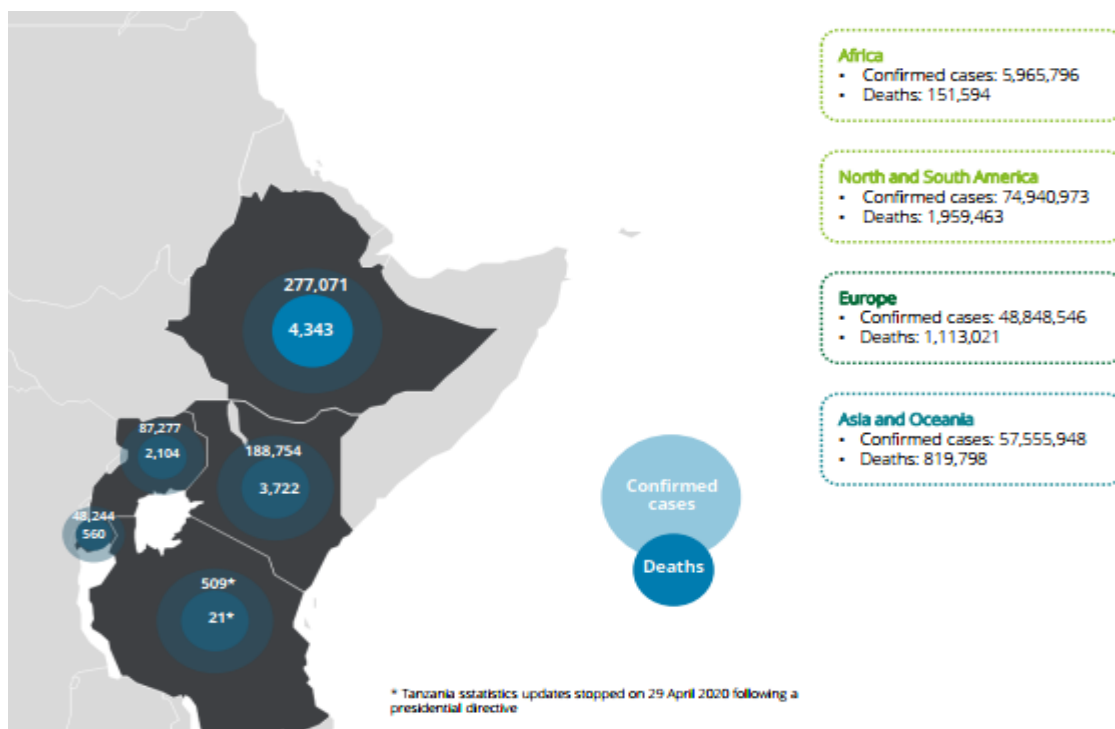 277,071
4,343
87,277
2,104
188,754
3,722
48,244
560
509*
21*
Confirmed
cases
Deaths
* Tanzania sstatistics updates stopped on 29 April 2020 following a
presidential directive
Africa
• Confirmed cases: 5,965,796
• Deaths: 151,594
North and South America
• Confirmed cases: 74,940,973
• Deaths: 1,959,463
Europe
• Confirmed cases: 48,848,546
• Deaths: 1,113,021
Asia and Oceania
• Confirmed cases: 57,555,948
• Deaths: 819,798